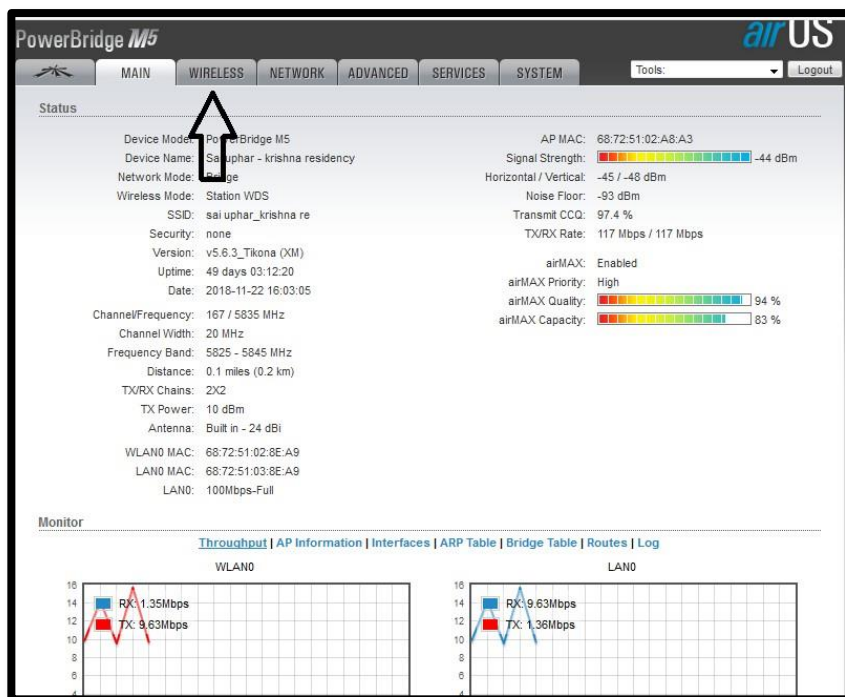 PowerBridge M5
airUS
MAIN WIRELESS NETWORK ADVANCED SERVICES SYSTEM Tools: Logout
Status
Device Model: PowerBridge M5
Device Name: Sai uphar - krishna residency
Network Mode: Bridge
Wireless Mode: Station WDS
SSID: sai uphar_krishna re
Security: none
Version: v5.6.3_Tikona (XM)
Uptime: 49 days 03:12:20
Date: 2018-11-22 16:03:05
Channel/Frequency: 167 / 5835 MHz
Channel Width: 20 MHz
Frequency Band: 5825 - 5845 MHz
Distance: 0.1 miles (0.2 km)
TX/RX Chains: 2X2
TX Power: 10 dBm
Antenna: Built in - 24 dBi
WLAN0 MAC: 68:72:51:02:8E:A9
LAN0 MAC: 68:72:51:03:8E:A9
LAN0: 100Mbps-Full
AP MAC: 68:72:51:02:A8:A3
Signal Strength: -44 dBm
Horizontal / Vertical: -45 / -48 dBm
Noise Floor: -93 dBm
Transmit CCQ: 97.4 %
TX/RX Rate: 117 Mbps / 117 Mbps
airMAX: Enabled
airMAX Priority: High
airMAX Quality: 94 %
airMAX Capacity: 83 %
Monitor
Throughput | AP Information | Interfaces | ARP Table | Bridge Table | Routes | Log
WLAN0
16
14
12
10
8
6
4
RX: 1.35Mbps
TX: 9.63Mbps
LAN0
16
14
12
10
8
6
4
RX: 9.63Mbps
TX: 1.36Mbps